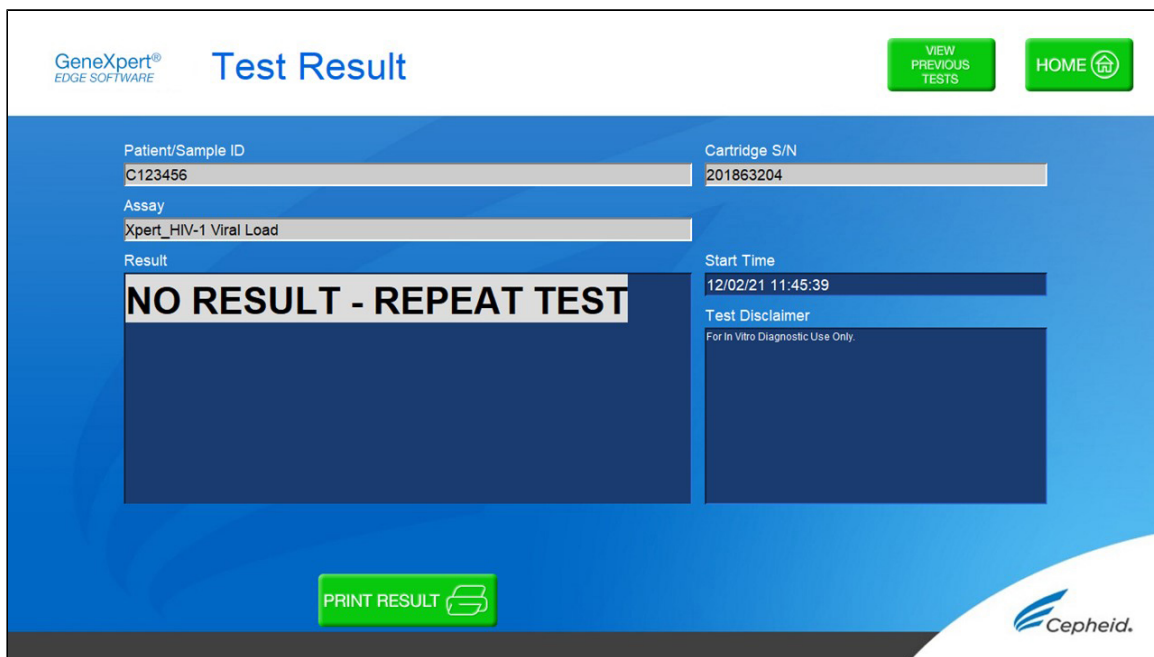 GeneXpert®
EDGE SOFTWARE
Test Result
VIEW
PREVIOUS
TESTS
HOME
Patient/Sample ID
C123456
Cartridge S/N
201863204
Assay
Xpert_HIV-1 Viral Load
Result
NO RESULT - REPEAT TEST
Start Time
12/02/21 11:45:39
Test Disclaimer
For In Vitro Diagnostic Use Only.
PRINT RESULT
Cepheid.